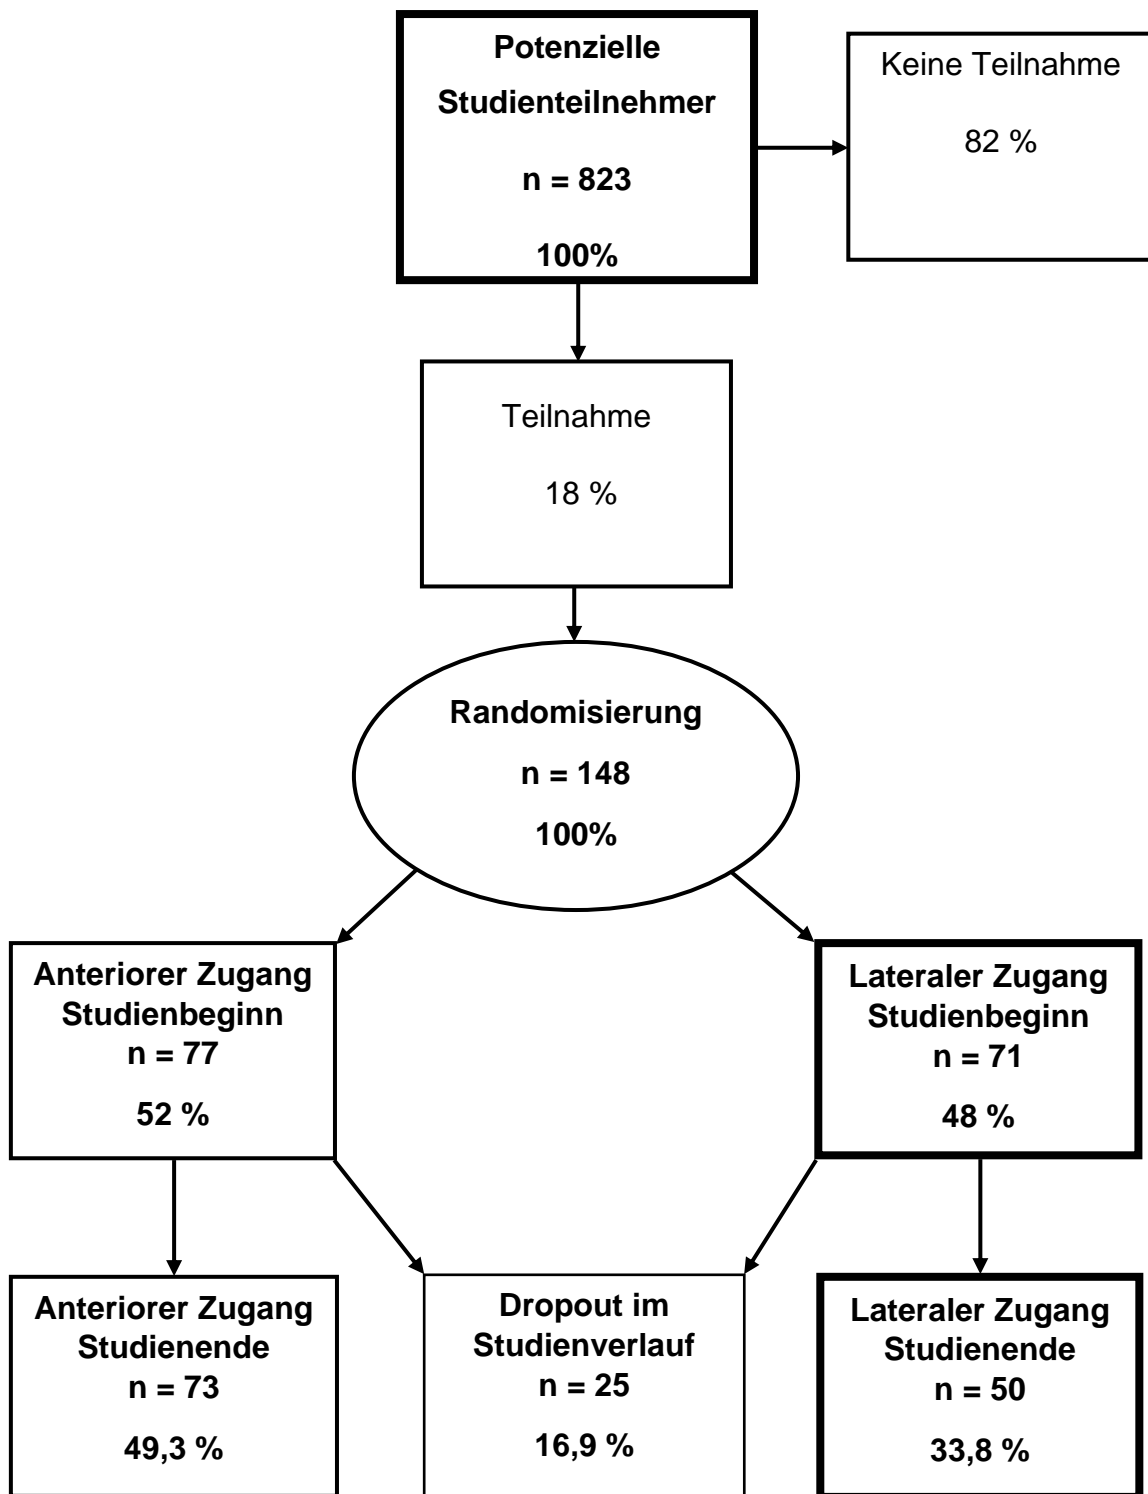 Potenzielle
Studienteilnehmer
n = 823
100%
Keine Teilnahme
82 %
Teilnahme
18 %
Randomisierung
n = 148
100%
Anteriorer Zugang
Studienbeginn
n = 77
52 %
Lateraler Zugang
Studienbeginn
n = 71
48 %
Anteriorer Zugang
Studienende
n = 73
49,3 %
Dropout im
Studienverlauf
n = 25
16,9 %
Lateraler Zugang
Studienende
n = 50
33,8 %